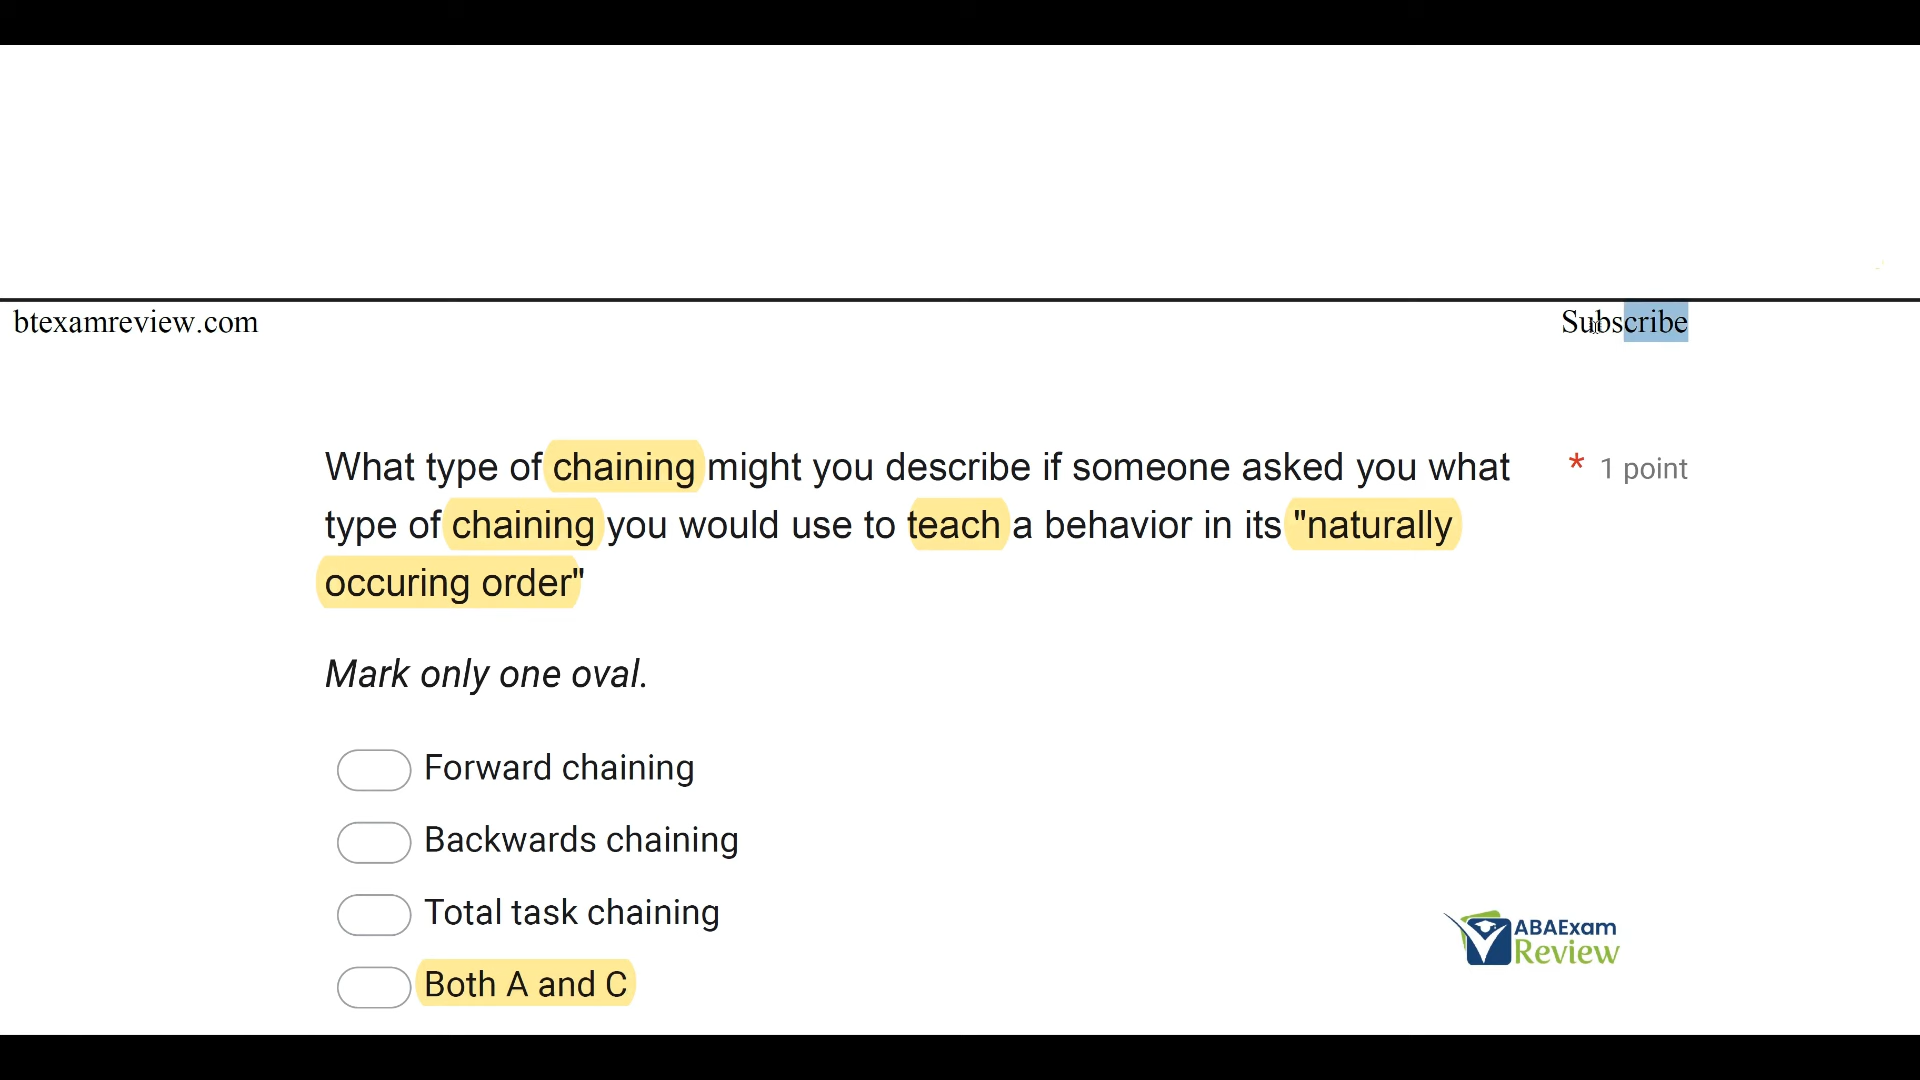 btexamreview.com
Subscribe
What type of chaining might you describe if someone asked you what
* 1 point
type of chaining you would use to teach a behavior in its "naturally
occuring order"
Mark only one oval.
Forward chaining
Backwards chaining
Total task chaining
Both A and C
ABAExam
Review